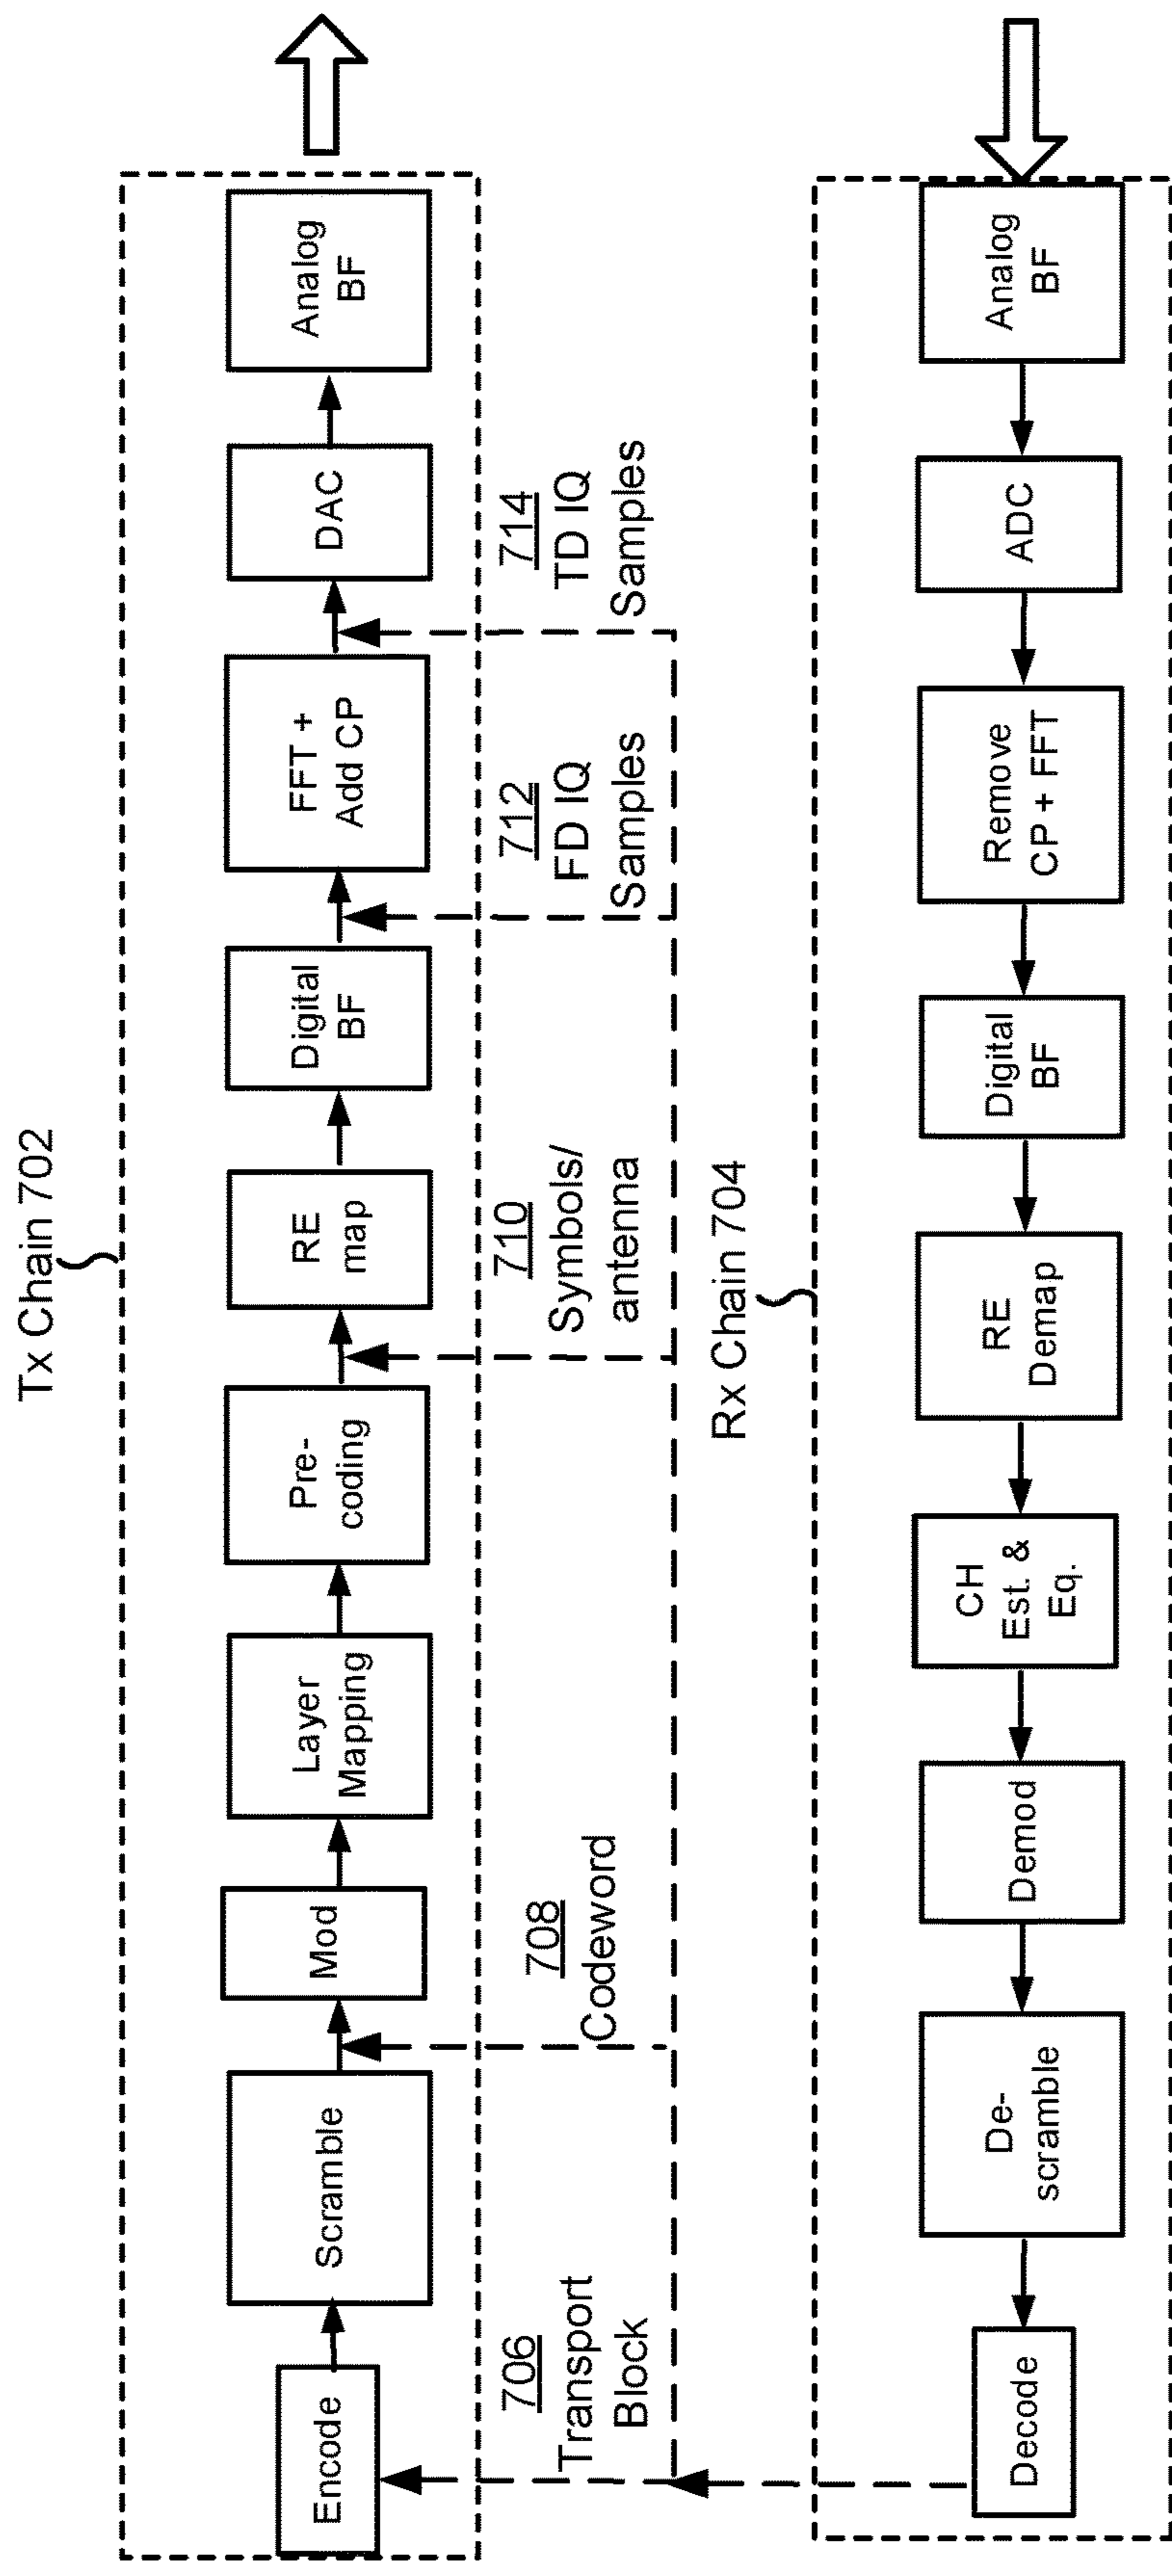 Tx Chain 702
Encode
Scramble
Mod
Layer
Mapping
Pre-
coding
RE
map
Digital
BF
FFT +
Add CP
DAC
Analog
BF
706
Transport
Block
708
Codeword
710
Symbols/
antenna
712
FD IQ
Samples
714
TD IQ
Samples
Rx Chain 704
Decode
De-
scramble
Demod
CH
Est. &
Eq.
RE
Demap
Digital
BF
Remove
CP + FFT
ADC
Analog
BF